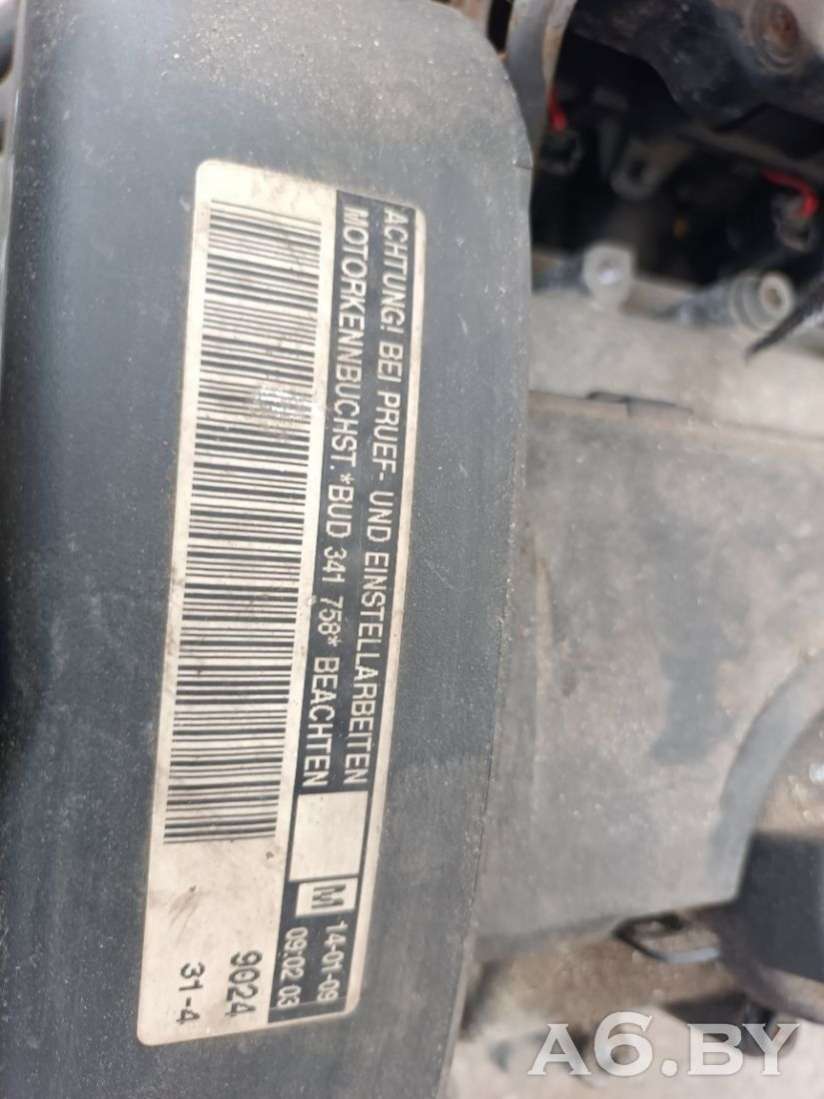 ACHTUNG! BEI PRUEF- UND EINSTELLARBEITEN
MOTORKENNBUCHST.*BUD 341 758* BEACHTEN
M
14-01-09
09:02 03
9024
31-4
A6.BY